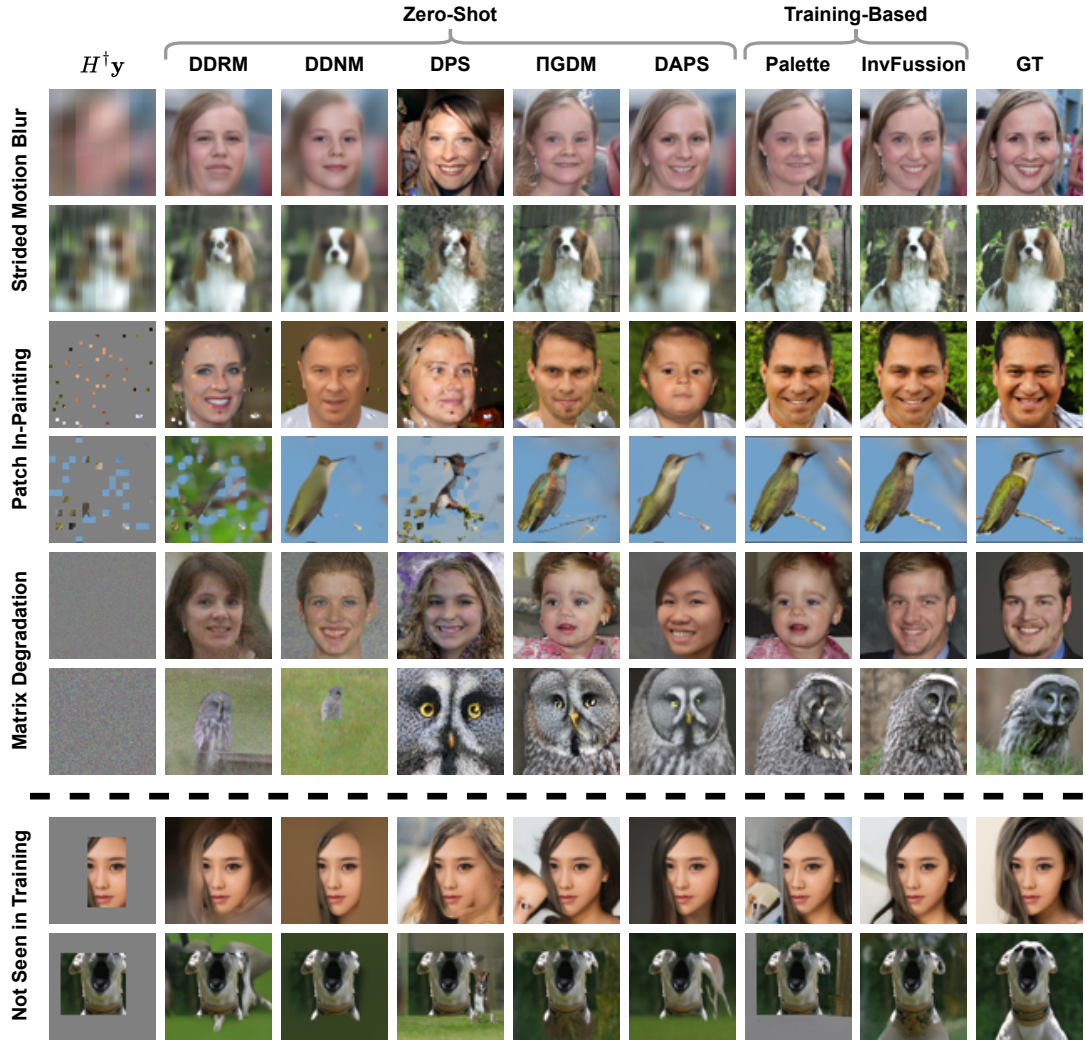 Zero-Shot Training-Based
H†y DDRM DDNM DPS ΠGDM DAPS Palette InvFussion GT
Strided Motion Blur
Patch In-Painting
Matrix Degradation
Not Seen in Training